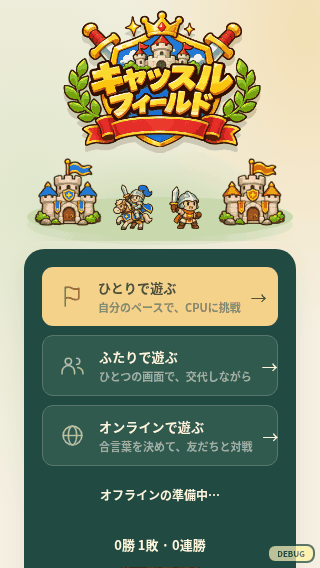 キャッスル
フィールド
ひとりで遊ぶ
自分のペースで、CPUに挑戦
ふたりで遊ぶ
ひとつの画面で、交代しながら
オンラインで遊ぶ
合言葉を決めて、友だちと対戦
オフラインの準備中…
0勝 1敗・0連勝
DEBUG